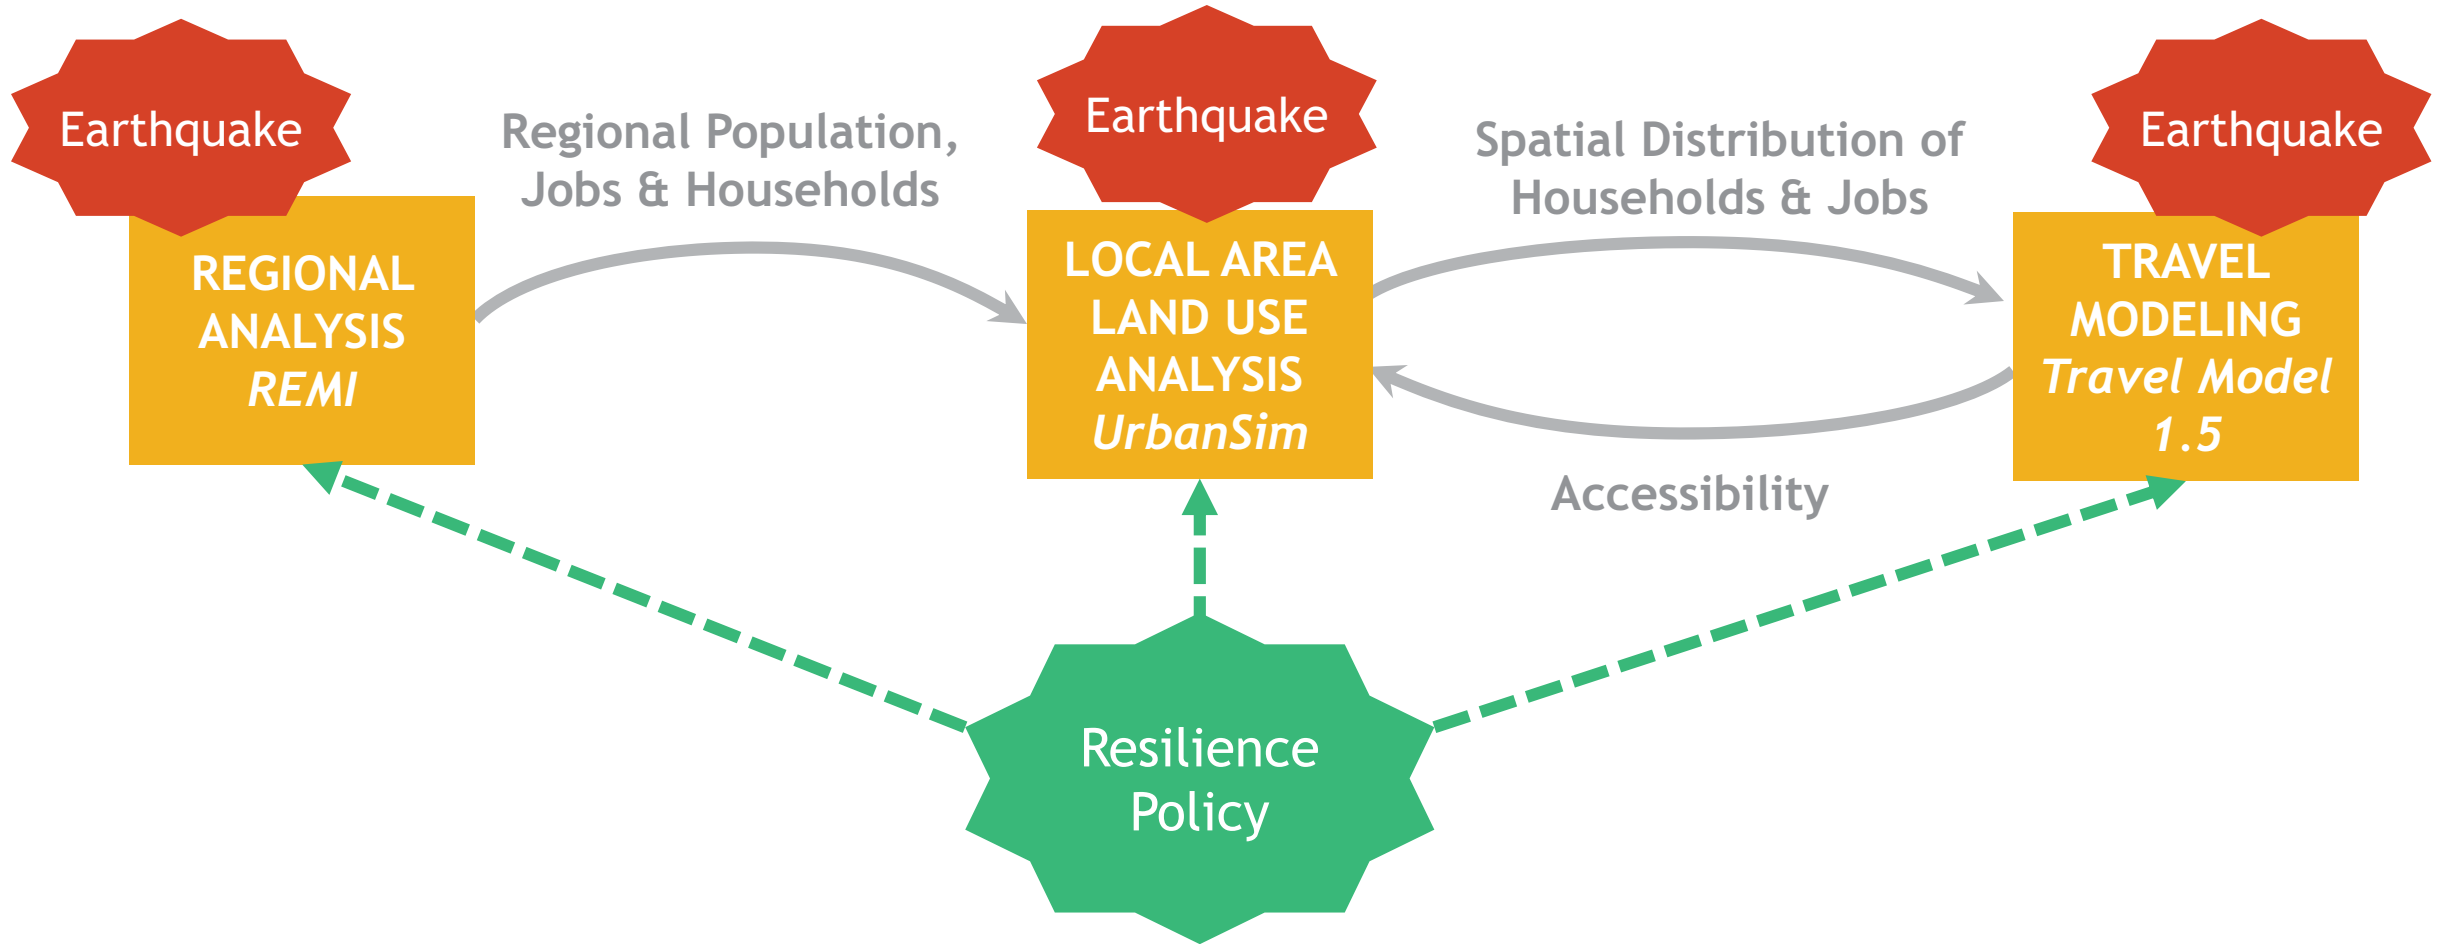 Earthquake
Regional Population,
Jobs & Households
Earthquake
Spatial Distribution of
Households & Jobs
Earthquake
REGIONAL
ANALYSIS
REMI
LOCAL AREA
LAND USE
ANALYSIS
UrbanSim
TRAVEL
MODELING
Travel Model
1.5
Accessibility
Resilience
Policy